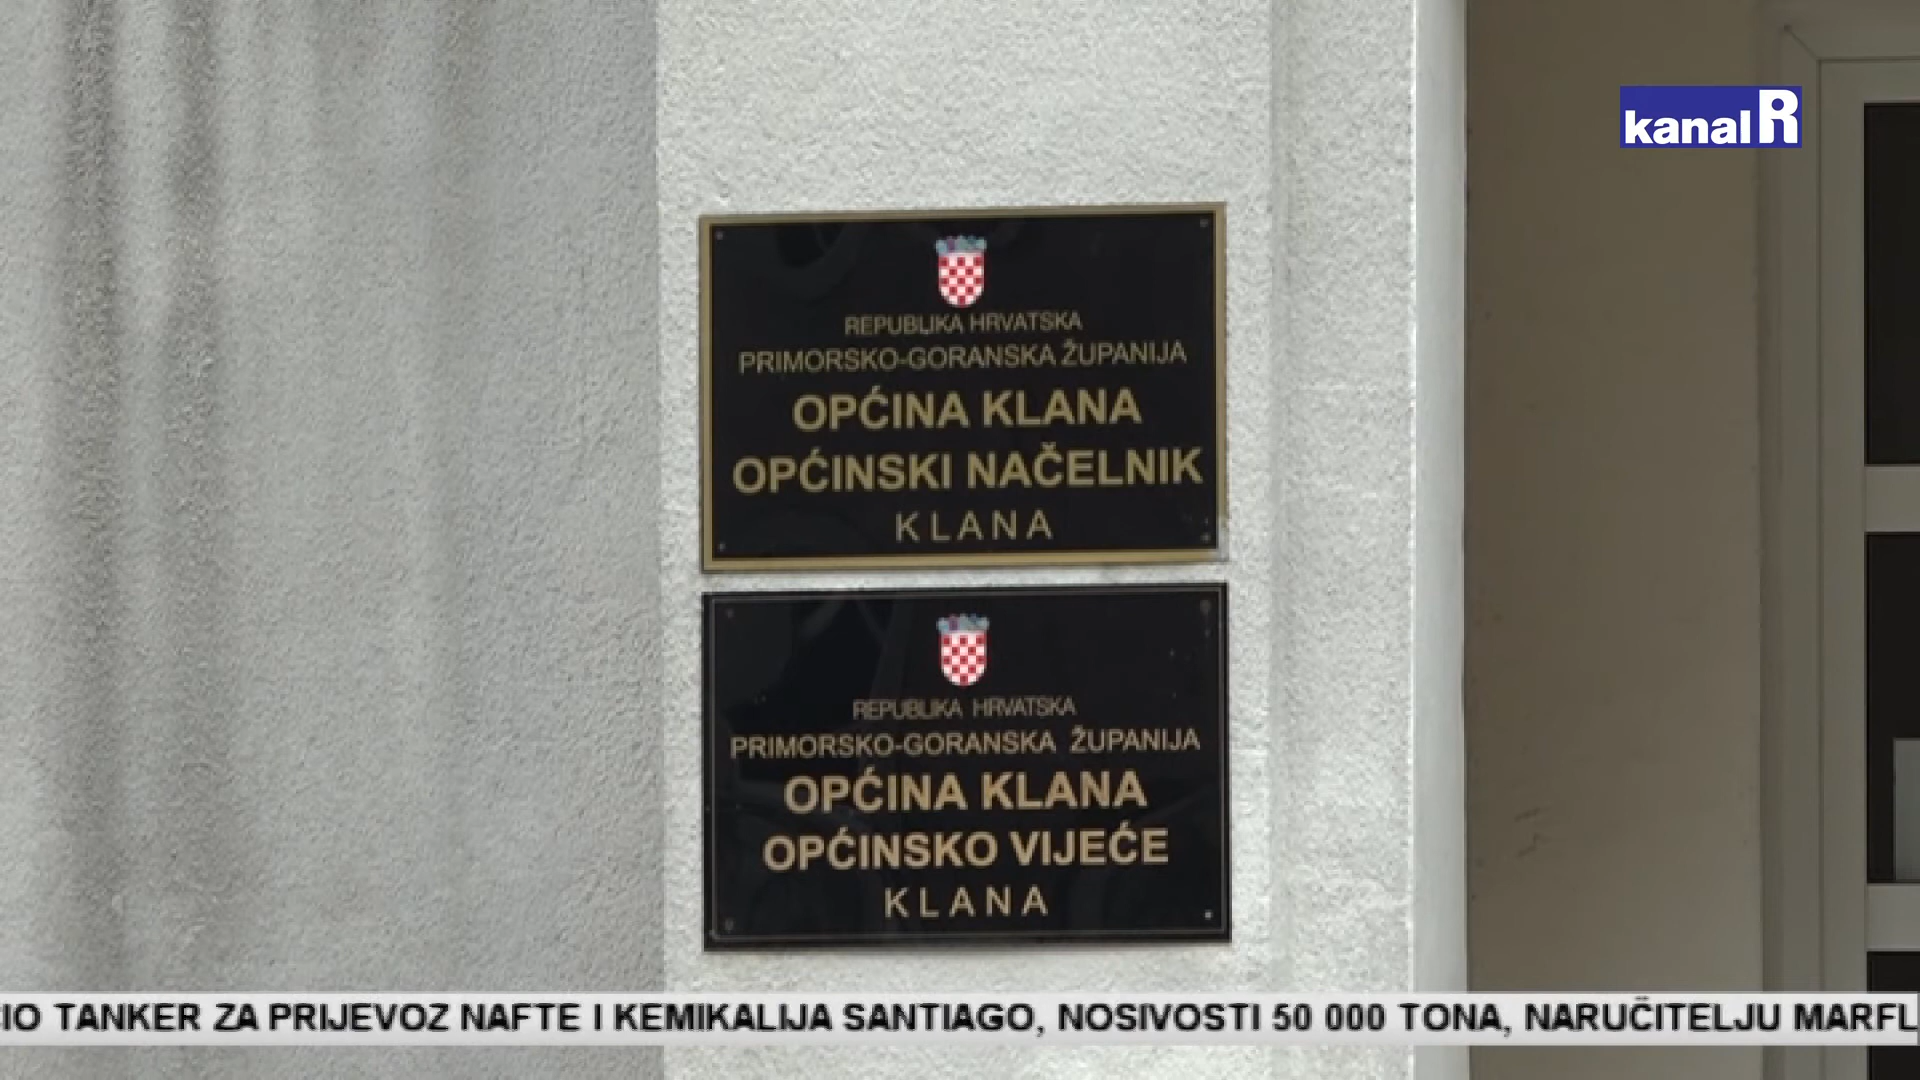 kanal R
REPUBLIKA HRVATSKA
PRIMORSKO-GORANSKA ŽUPANIJA
OPĆINA KLANA
OPĆINSKI NAČELNIK
KLANA
REPUBLIKA HRVATSKA
PRIMORSKO-GORANSKA ŽUPANIJA
OPĆINA KLANA
OPĆINSKO VIJEĆE
KLANA
TANKER ZA PRIJEVOZ NAFTE I KEMIKALIJA SANTIAGO, NOSIVOSTI 50 000 TONA, NARUČITELJU